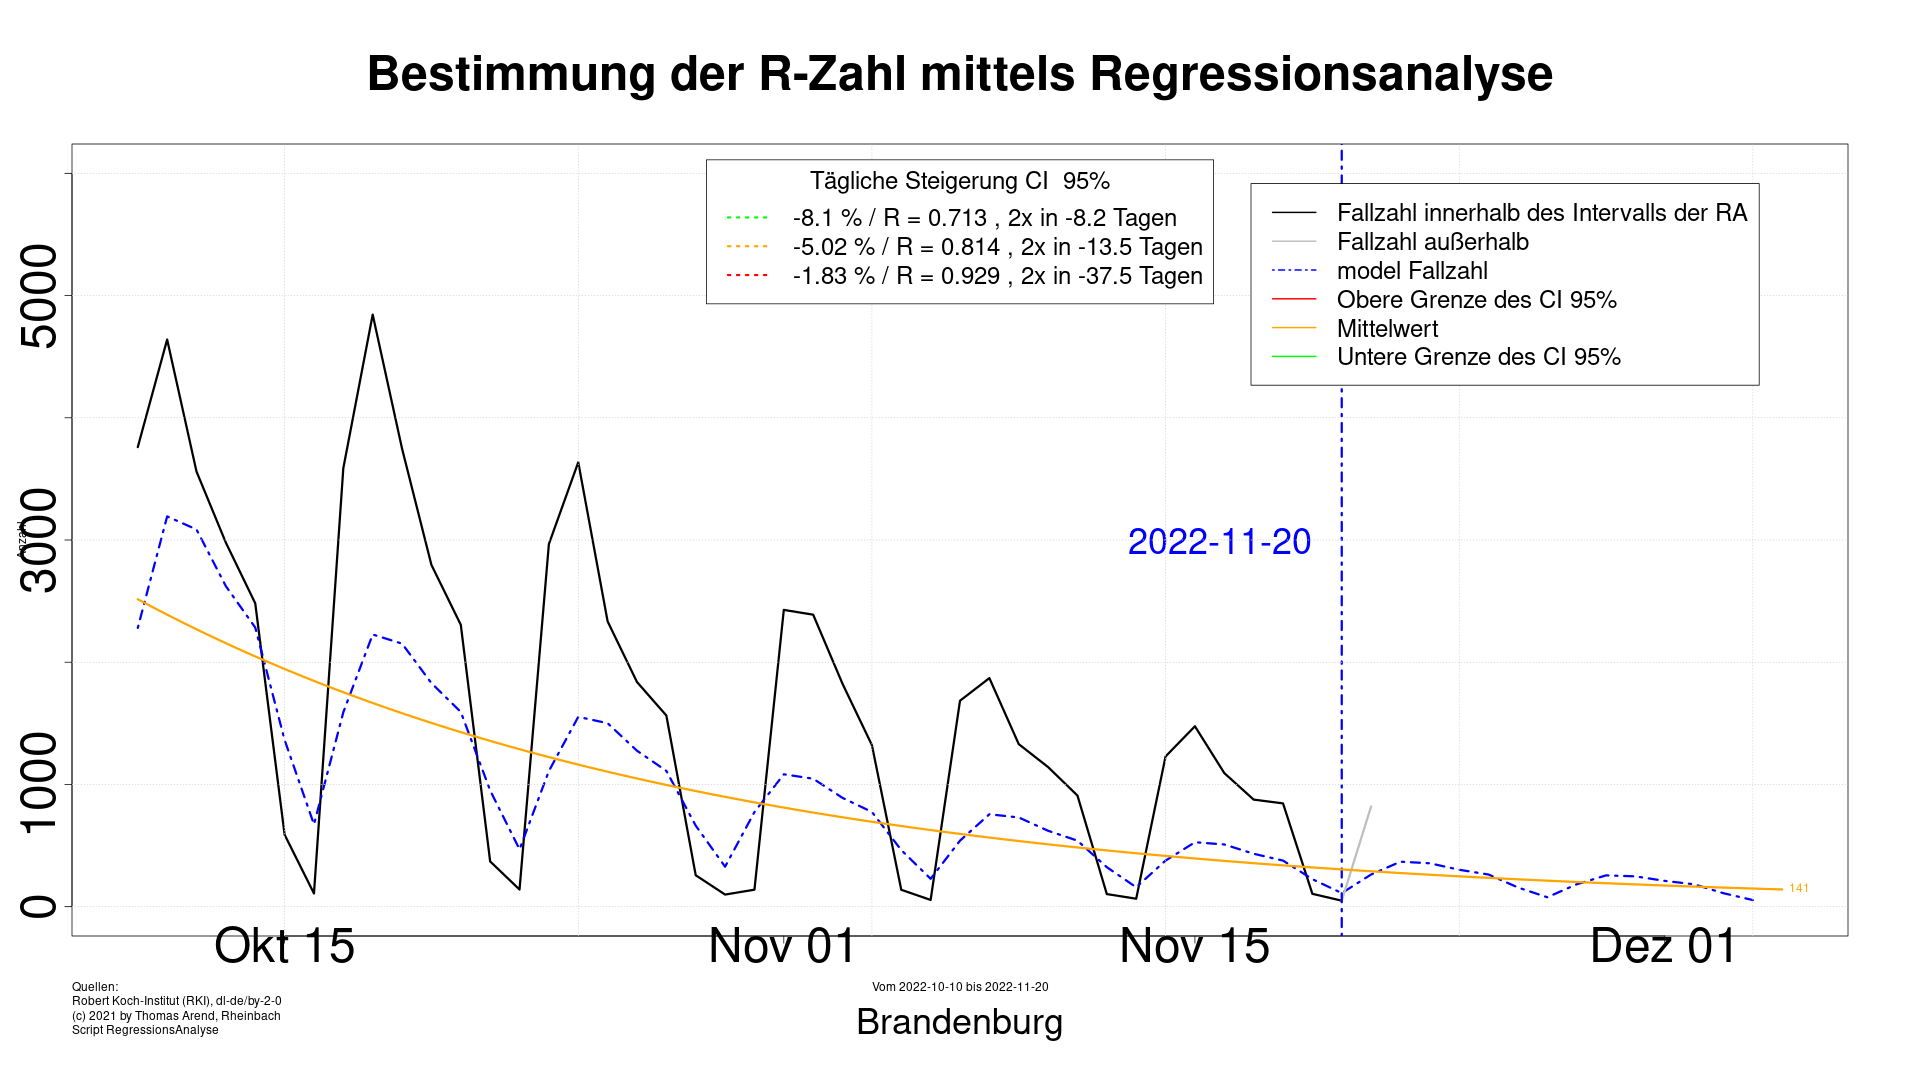 Bestimmung der R-Zahl mittels Regressionsanalyse
Tägliche Steigerung CI 95%
-8.1 % / R = 0.713 , 2x in -8.2 Tagen
-5.02 % / R = 0.814 , 2x in -13.5 Tagen
-1.83 % / R = 0.929 , 2x in -37.5 Tagen
Fallzahl innerhalb des Intervalls der RA
Fallzahl außerhalb
model Fallzahl
Obere Grenze des CI 95%
Mittelwert
Untere Grenze des CI 95%
5000
3000
1000
0
Anzahl
2022-11-20
141
Okt 15
Nov 01
Nov 15
Dez 01
Quellen:
Robert Koch-Institut (RKI), dl-de/by-2-0
(c) 2021 by Thomas Arend, Rheinbach
Script RegressionsAnalyse
Vom 2022-10-10 bis 2022-11-20
Brandenburg